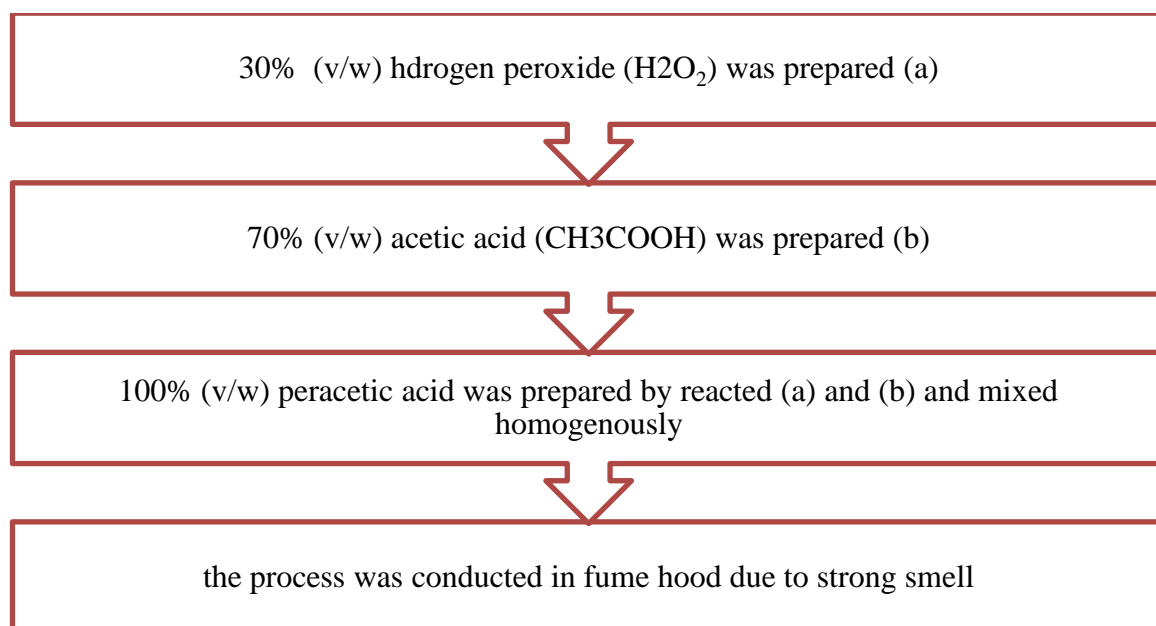 30%  (v/w) hdrogen peroxide (H2O₂) was prepared (a)
70% (v/w) acetic acid (CH3COOH) was prepared (b)
100% (v/w) peracetic acid was prepared by reacted (a) and (b) and mixed
homogenously
the process was conducted in fume hood due to strong smell